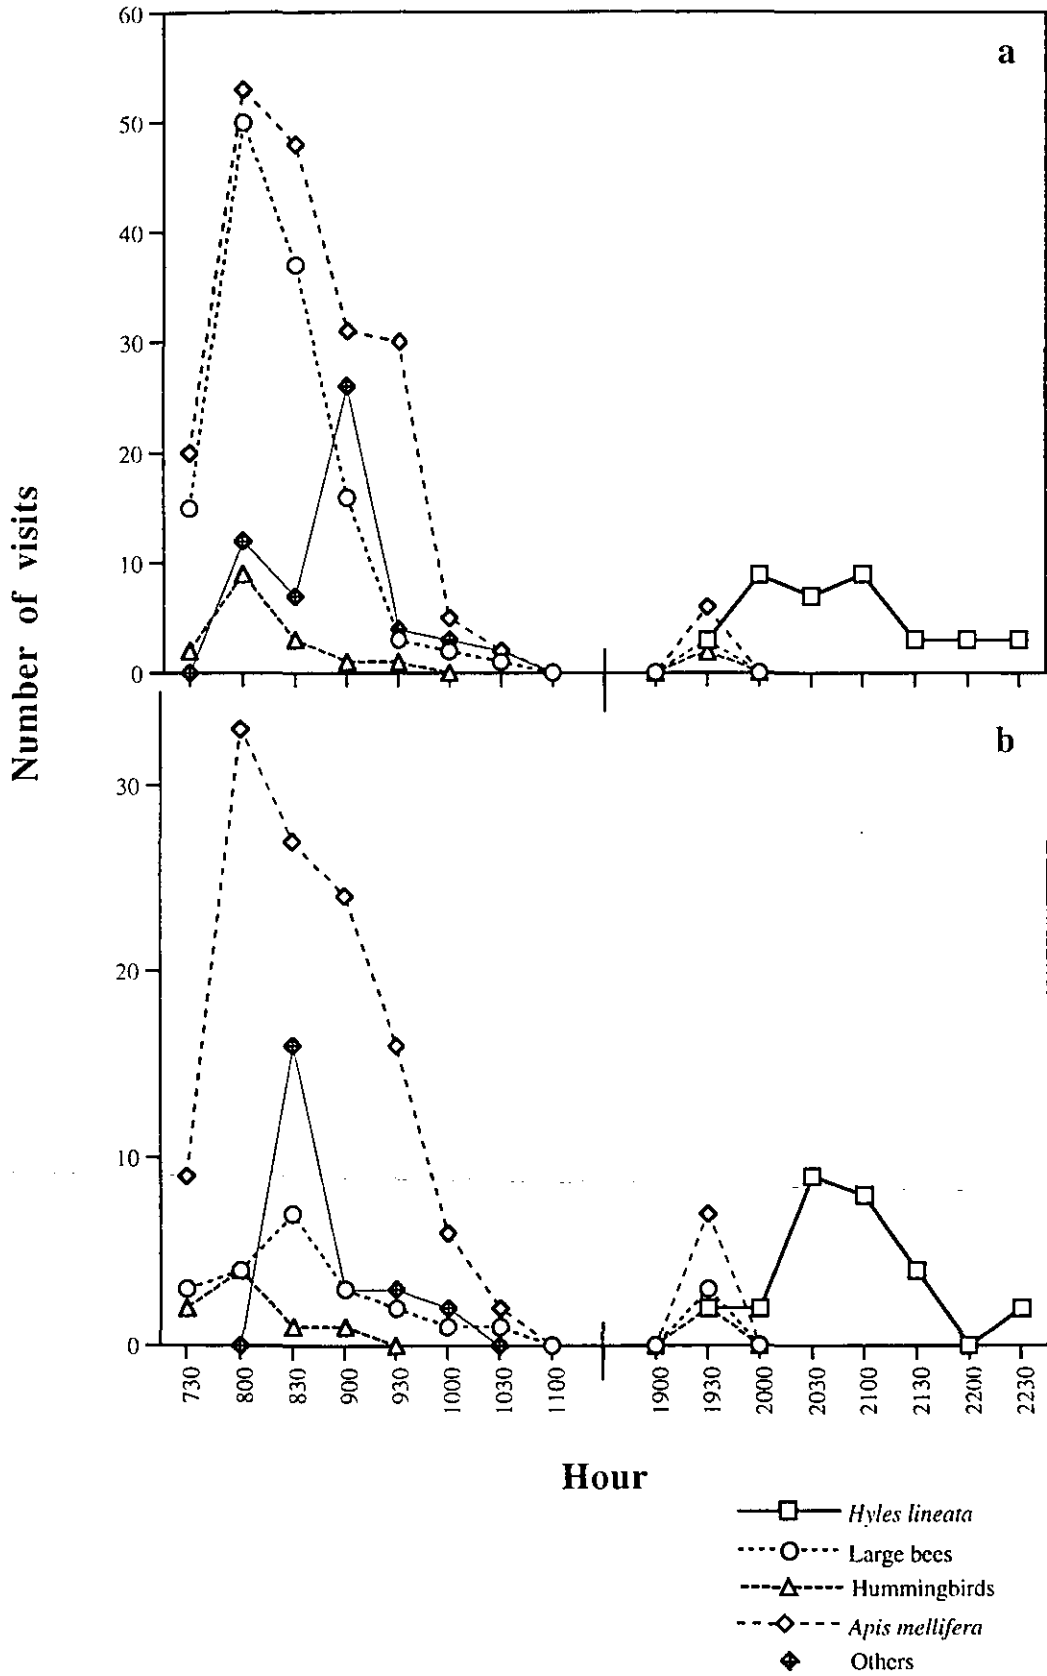 60
a
50
40
30
20
10
0
Number of visits
b
30
20
10
0
730 800 830 900 930 1000 1030 1100 1900 1930 2000 2030 2100 2130 2200 2230
Hour
Hyles lineata
Large bees
Hummingbirds
Apis mellifera
Others